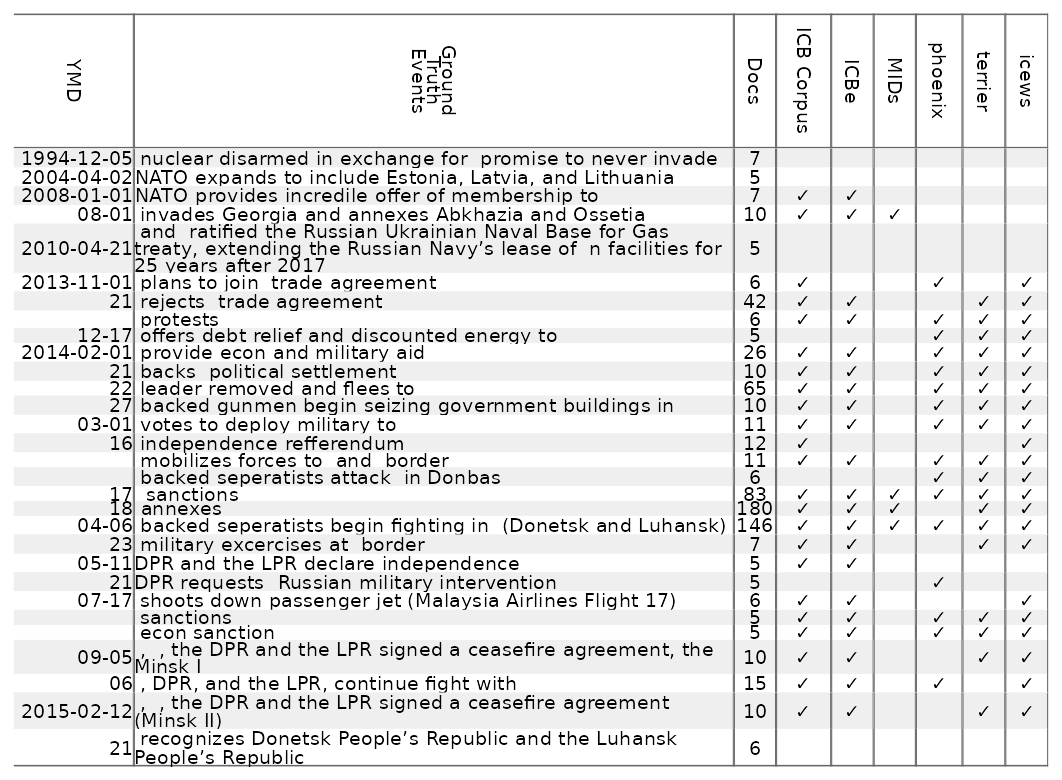 YMD Ground Truth Events Docs ICB Corpus ICBe MIDs phoenix terrier icews
1994-12-05 nuclear disarmed in exchange for promise to never invade 7
2004-04-02 NATO expands to include Estonia, Latvia, and Lithuania 5
2008-01-01 NATO provides incredile offer of membership to 7 ✓ ✓
08-01 invades Georgia and annexes Abkhazia and Ossetia 10 ✓ ✓ ✓
and ratified the Russian Ukrainian Naval Base for Gas
2010-04-21 treaty, extending the Russian Navy's lease of n facilities for 5
25 years after 2017
2013-11-01 plans to join trade agreement 6 ✓ ✓ ✓
21 rejects trade agreement 42 ✓ ✓ ✓ ✓
protests 6 ✓ ✓ ✓ ✓ ✓
12-17 offers debt relief and discounted energy to 5 ✓ ✓ ✓
2014-02-01 provide econ and military aid 26 ✓ ✓ ✓ ✓ ✓
21 backs political settlement 10 ✓ ✓ ✓ ✓ ✓
22 leader removed and flees to 65 ✓ ✓ ✓ ✓ ✓
27 backed gunmen begin seizing government buildings in 10 ✓ ✓ ✓ ✓ ✓
03-01 votes to deploy military to 11 ✓ ✓ ✓ ✓ ✓
16 independence refferendum 12 ✓ ✓
mobilizes forces to and border 11 ✓ ✓ ✓ ✓ ✓
backed seperatists attack in Donbas 6 ✓ ✓ ✓
17 sanctions 83 ✓ ✓ ✓ ✓ ✓ ✓
18 annexes 180 ✓ ✓ ✓ ✓ ✓
04-06 backed seperatists begin fighting in (Donetsk and Luhansk) 146 ✓ ✓ ✓ ✓ ✓ ✓
23 military excercises at border 7 ✓ ✓ ✓ ✓
05-11 DPR and the LPR declare independence 5 ✓ ✓
21 DPR requests Russian military intervention 5 ✓
07-17 shoots down passenger jet (Malaysia Airlines Flight 17) 6 ✓ ✓ ✓
sanctions 5 ✓ ✓ ✓ ✓ ✓
econ sanction 5 ✓ ✓ ✓ ✓ ✓
09-05 , , the DPR and the LPR signed a ceasefire agreement, the 10 ✓ ✓ ✓ ✓
Minsk I
06 , DPR, and the LPR, continue fight with 15 ✓ ✓ ✓ ✓
2015-02-12 , , the DPR and the LPR signed a ceasefire agreement 10 ✓ ✓ ✓ ✓
(Minsk II)
21 recognizes Donetsk People's Republic and the Luhansk 6
People's Republic